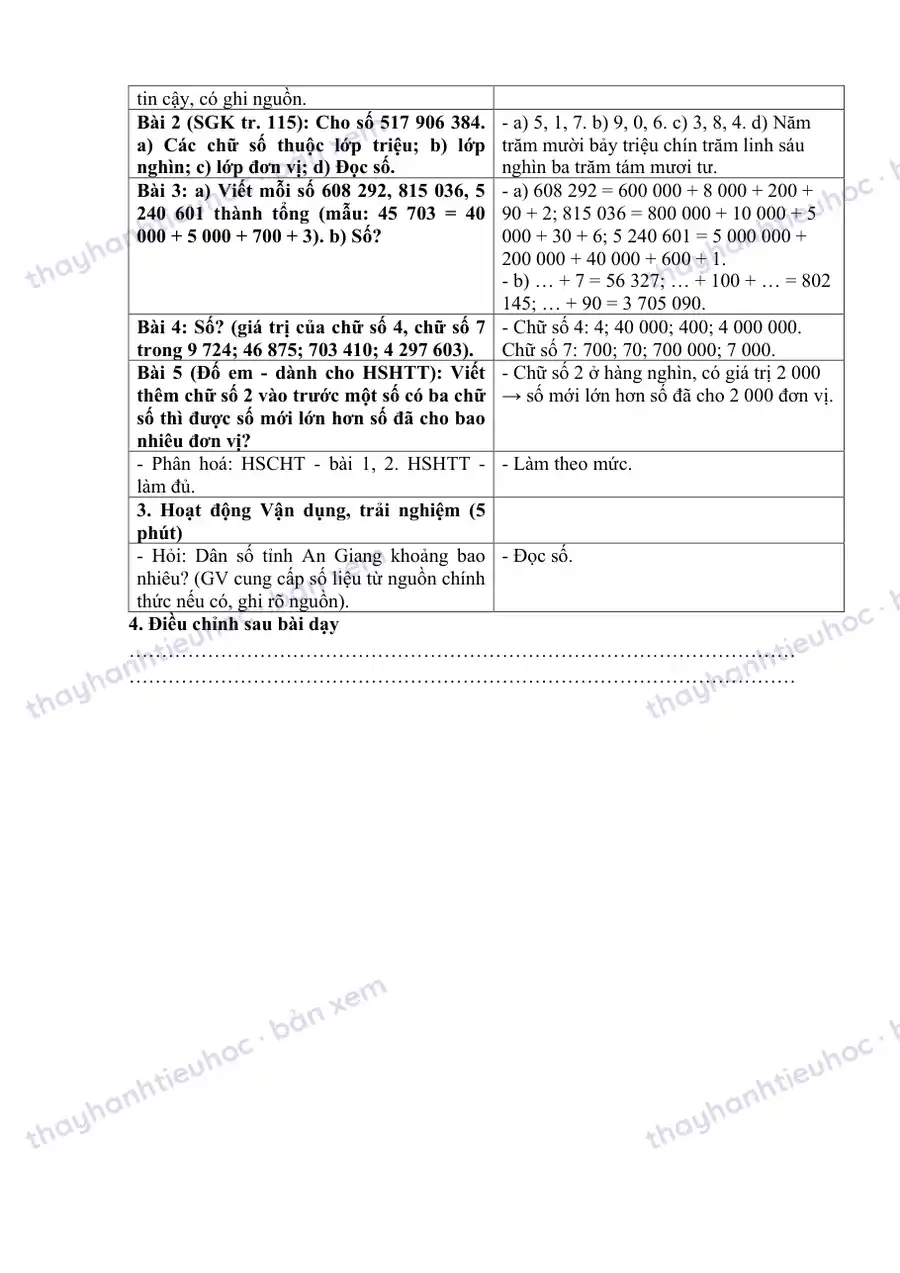 tin cậy, có ghi nguồn.
Bài 2 (SGK tr. 115): Cho số 517 906 384.
a) Các chữ số thuộc lớp triệu; b) lớp
nghìn; c) lớp đơn vị; d) Đọc số.
- a) 5, 1, 7. b) 9, 0, 6. c) 3, 8, 4. d) Năm
trăm mười bảy triệu chín trăm linh sáu
nghìn ba trăm tám mươi tư.
Bài 3: a) Viết mỗi số 608 292, 815 036, 5
240 601 thành tổng (mẫu: 45 703 = 40
000 + 5 000 + 700 + 3). b) Số?
- a) 608 292 = 600 000 + 8 000 + 200 +
90 + 2; 815 036 = 800 000 + 10 000 + 5
000 + 30 + 6; 5 240 601 = 5 000 000 +
200 000 + 40 000 + 600 + 1.
- b) … + 7 = 56 327; … + 100 + … = 802
145; … + 90 = 3 705 090.
Bài 4: Số? (giá trị của chữ số 4, chữ số 7
trong 9 724; 46 875; 703 410; 4 297 603).
- Chữ số 4: 4; 40 000; 400; 4 000 000.
Chữ số 7: 700; 70; 700 000; 7 000.
Bài 5 (Đố em - dành cho HSHTT): Viết
thêm chữ số 2 vào trước một số có ba chữ
số thì được số mới lớn hơn số đã cho bao
nhiêu đơn vị?
- Chữ số 2 ở hàng nghìn, có giá trị 2 000
→ số mới lớn hơn số đã cho 2 000 đơn vị.
- Phân hoá: HSCHT - bài 1, 2. HSHTT -
làm đủ.
- Làm theo mức.
3. Hoạt động Vận dụng, trải nghiệm (5
phút)
- Hỏi: Dân số tỉnh An Giang khoảng bao
nhiêu? (GV cung cấp số liệu từ nguồn chính
thức nếu có, ghi rõ nguồn).
- Đọc số.
4. Điều chỉnh sau bài dạy
…………………………………………………………………………………………
…………………………………………………………………………………………
thayhanhtieuhoc · bản xem
thayhanhtieuhoc · b
thayhanhtieuhoc · bản xem
thayhanhtieuhoc · b
thayhanhtieuhoc · bản xem
thayhanhtieuhoc · b